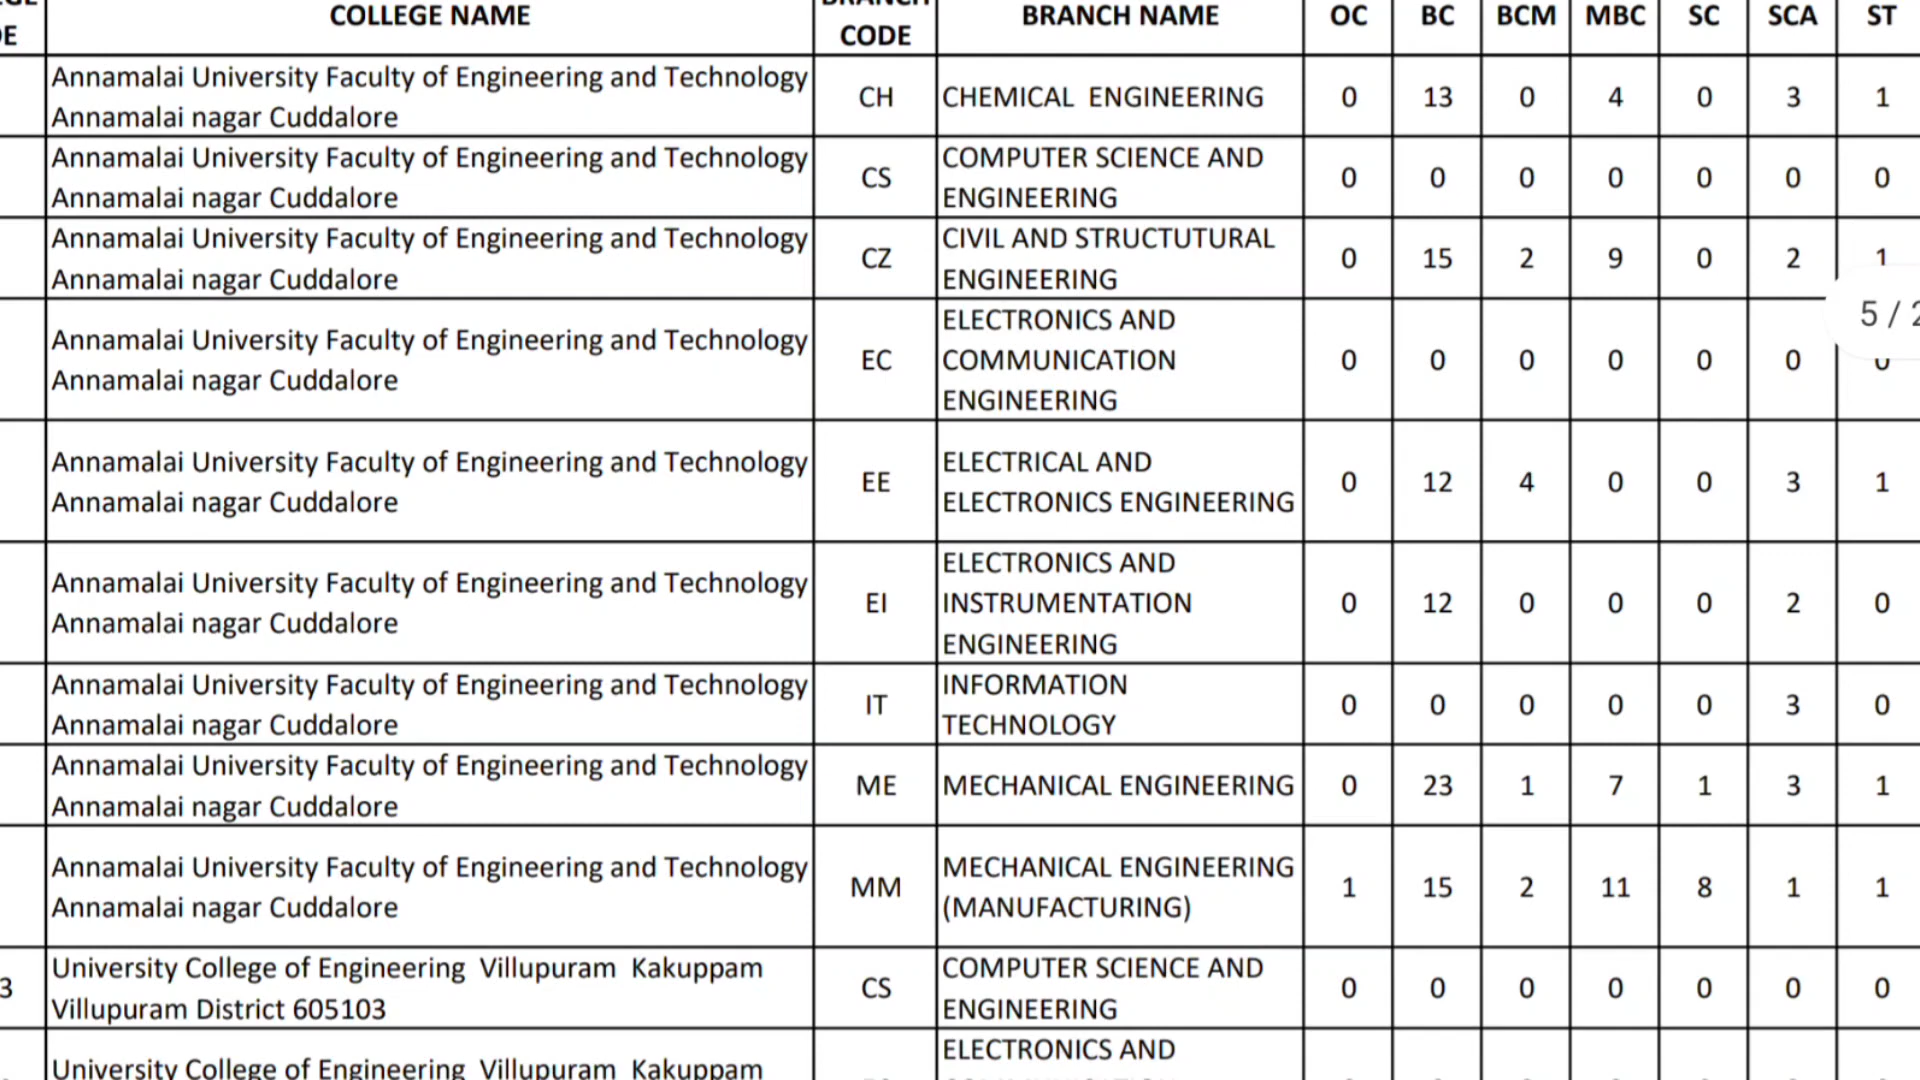 COLLEGE NAME
CODE
BRANCH NAME
OC BC BCM MBC SC SCA ST
Annamalai University Faculty of Engineering and Technology
Annamalai nagar Cuddalore
CH
CHEMICAL ENGINEERING
0 13 0 4 0 3 1
Annamalai University Faculty of Engineering and Technology
Annamalai nagar Cuddalore
CS
COMPUTER SCIENCE AND
ENGINEERING
0 0 0 0 0 0 0
Annamalai University Faculty of Engineering and Technology
Annamalai nagar Cuddalore
CZ
CIVIL AND STRUCTUTURAL
ENGINEERING
0 15 2 9 0 2 1
5 / 2
Annamalai University Faculty of Engineering and Technology
Annamalai nagar Cuddalore
EC
ELECTRONICS AND
COMMUNICATION
ENGINEERING
0 0 0 0 0 0 0
Annamalai University Faculty of Engineering and Technology
Annamalai nagar Cuddalore
EE
ELECTRICAL AND
ELECTRONICS ENGINEERING
0 12 4 0 0 3 1
Annamalai University Faculty of Engineering and Technology
Annamalai nagar Cuddalore
EI
ELECTRONICS AND
INSTRUMENTATION
ENGINEERING
0 12 0 0 0 2 0
Annamalai University Faculty of Engineering and Technology
Annamalai nagar Cuddalore
IT
INFORMATION
TECHNOLOGY
0 0 0 0 0 3 0
Annamalai University Faculty of Engineering and Technology
Annamalai nagar Cuddalore
ME
MECHANICAL ENGINEERING
0 23 1 7 1 3 1
Annamalai University Faculty of Engineering and Technology
Annamalai nagar Cuddalore
MM
MECHANICAL ENGINEERING
(MANUFACTURING)
1 15 2 11 8 1 1
3
University College of Engineering Villupuram Kakuppam
Villupuram District 605103
CS
COMPUTER SCIENCE AND
ENGINEERING
0 0 0 0 0 0 0
University College of Engineering Villupuram Kakuppam
ELECTRONICS AND